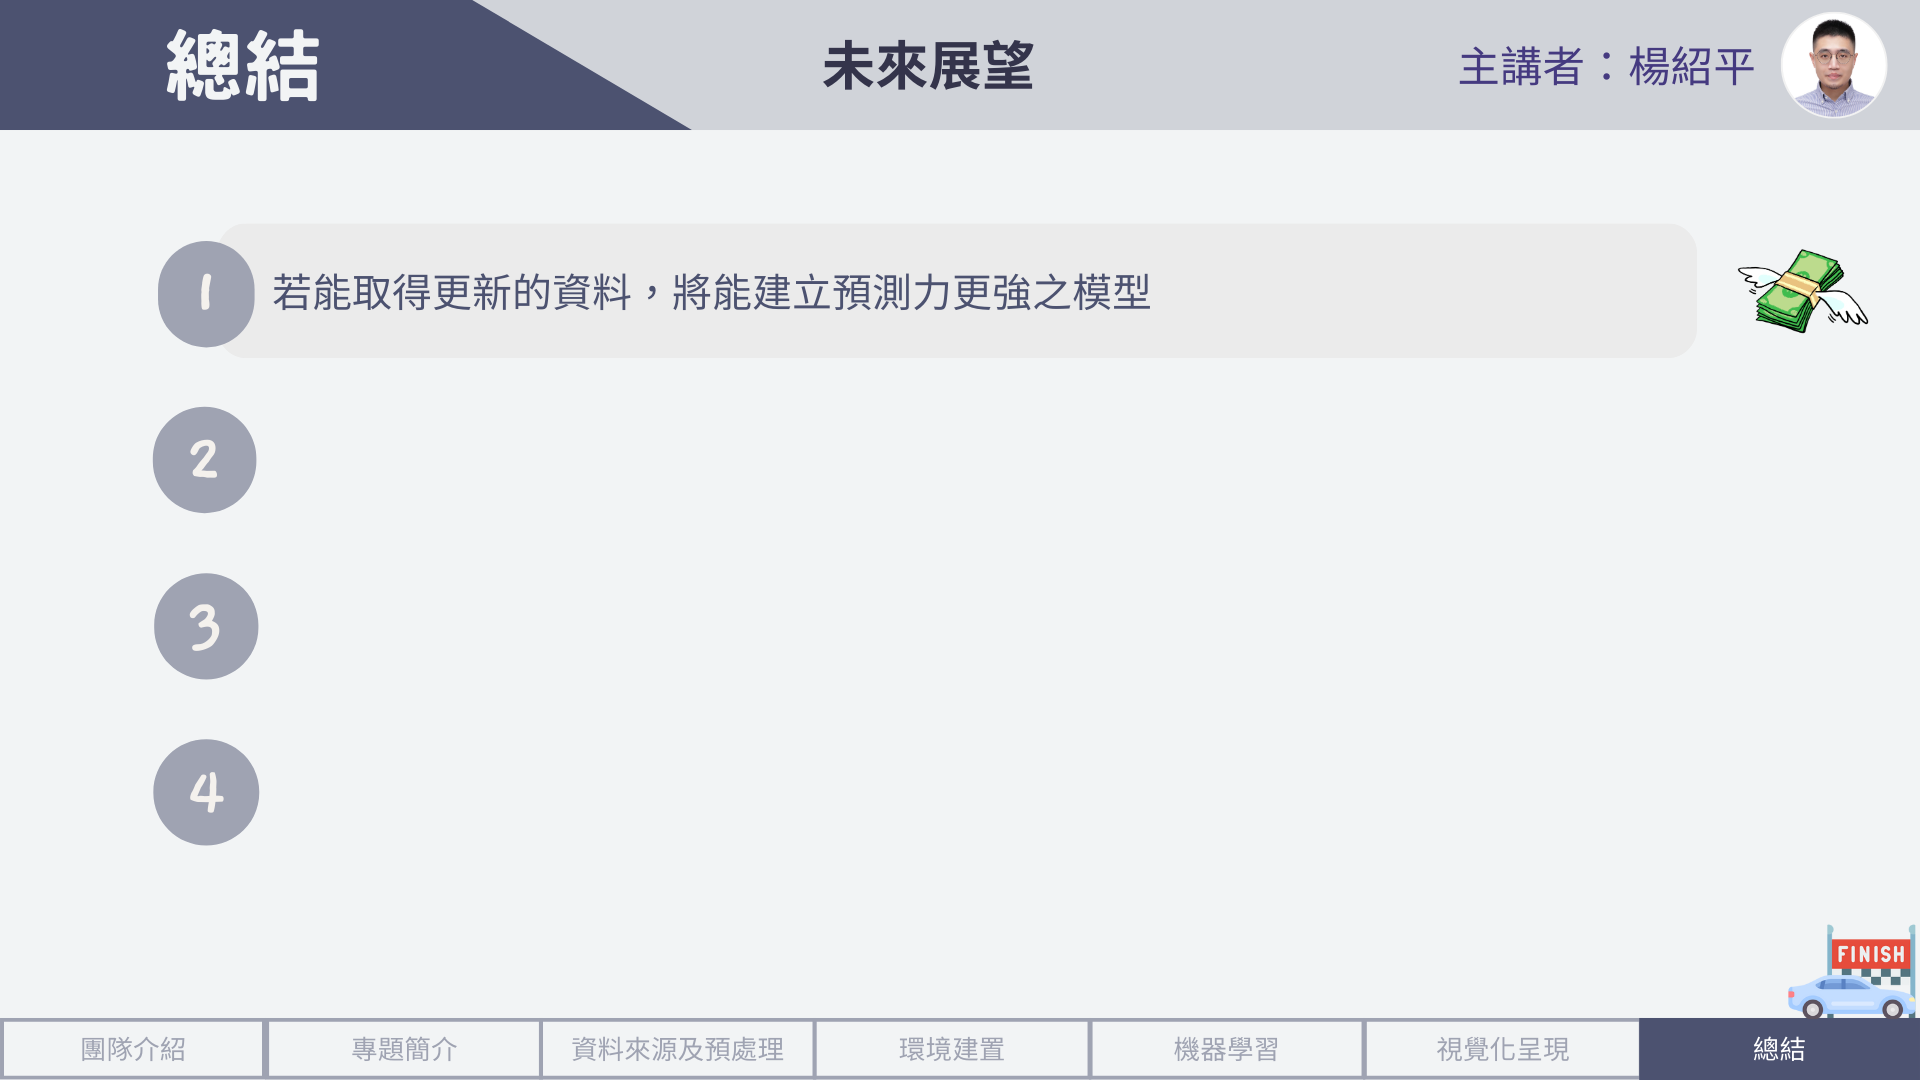 總結
未來展望
主講者：楊紹平
1
若能取得更新的資料，將能建立預測力更強之模型
2
3
4
FINISH
團隊介紹
專題簡介
資料來源及預處理
環境建置
機器學習
視覺化呈現
總結